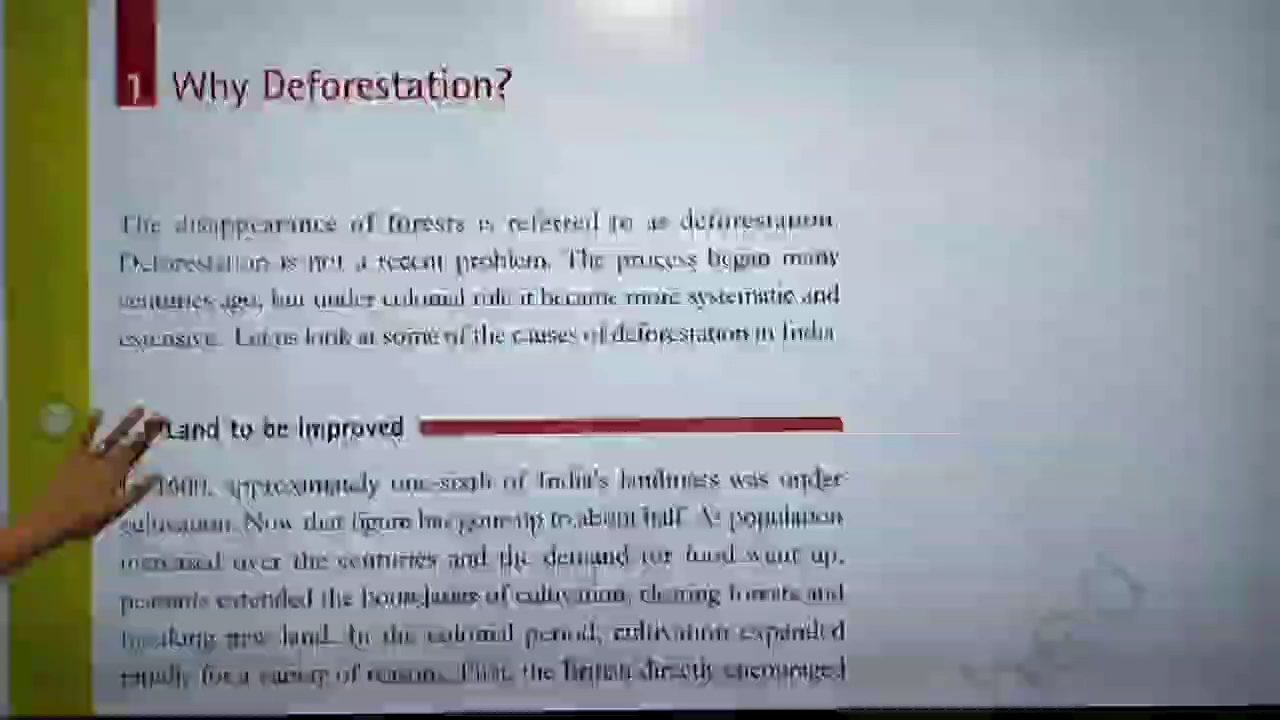 1 Why Deforestation?
The disappearance of forests is referred to as deforestation.
Deforestation is not a recent problem. The process began many
centuries ago; but under colonial rule it became more systematic and
extensive. Let us look at some of the causes of deforestation in India.
Land to be Improved
1600, approximately one-sixth of India's landmass was under
cultivation. Now that figure has gone up to about half. As population
increased over the centuries and the demand for food went up,
peasants extended the boundaries of cultivation, clearing forests and
breaking new land. In the colonial period, cultivation expanded
rapidly for a variety of reasons. First, the British directly encouraged